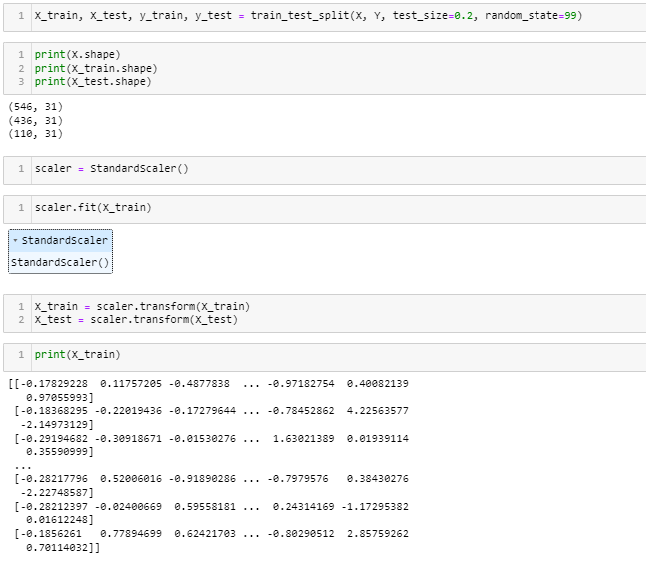 1 X_train, X_test, y_train, y_test = train_test_split(X, Y, test_size=0.2, random_state=99)
1 print(X.shape)
2 print(X_train.shape)
3 print(X_test.shape)
(546, 31)
(436, 31)
(110, 31)
1 scaler = StandardScaler()
1 scaler.fit(X_train)
▾ StandardScaler
StandardScaler()
1 X_train = scaler.transform(X_train)
2 X_test = scaler.transform(X_test)
1 print(X_train)
[[-0.17829228 0.11757205 -0.4877838 ... -0.97182754 0.40082139
0.97055993]
[-0.18368295 -0.22019436 -0.17279644 ... -0.78452862 4.22563577
-2.14973129]
[-0.29194682 -0.30918671 -0.01530276 ... 1.63021389 0.01939114
0.35590999]
...
[-0.28217796 0.52006016 -0.91890286 ... -0.7979576 0.38430276
-2.22748587]
[-0.28212397 -0.02400669 0.59558181 ... 0.24314169 -1.17295382
0.01612248]
[-0.1856261 0.77894699 0.62421703 ... -0.80290512 2.85759262
0.70114032]]